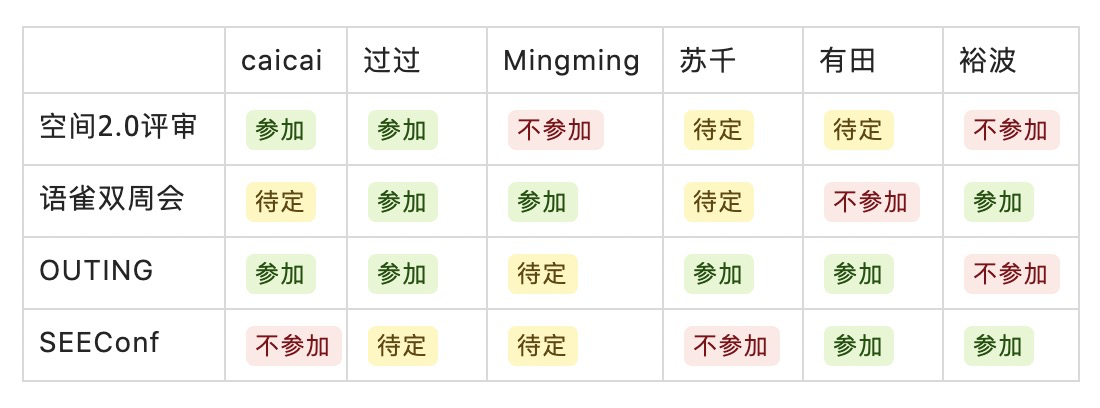 caicai 过过 Mingming 苏千 有田 裕波
空间2.0评审 参加 参加 不参加 待定 待定 不参加
语雀双周会 待定 参加 参加 待定 不参加 参加
OUTING 参加 参加 待定 参加 参加 不参加
SEEConf 不参加 待定 待定 不参加 参加 参加